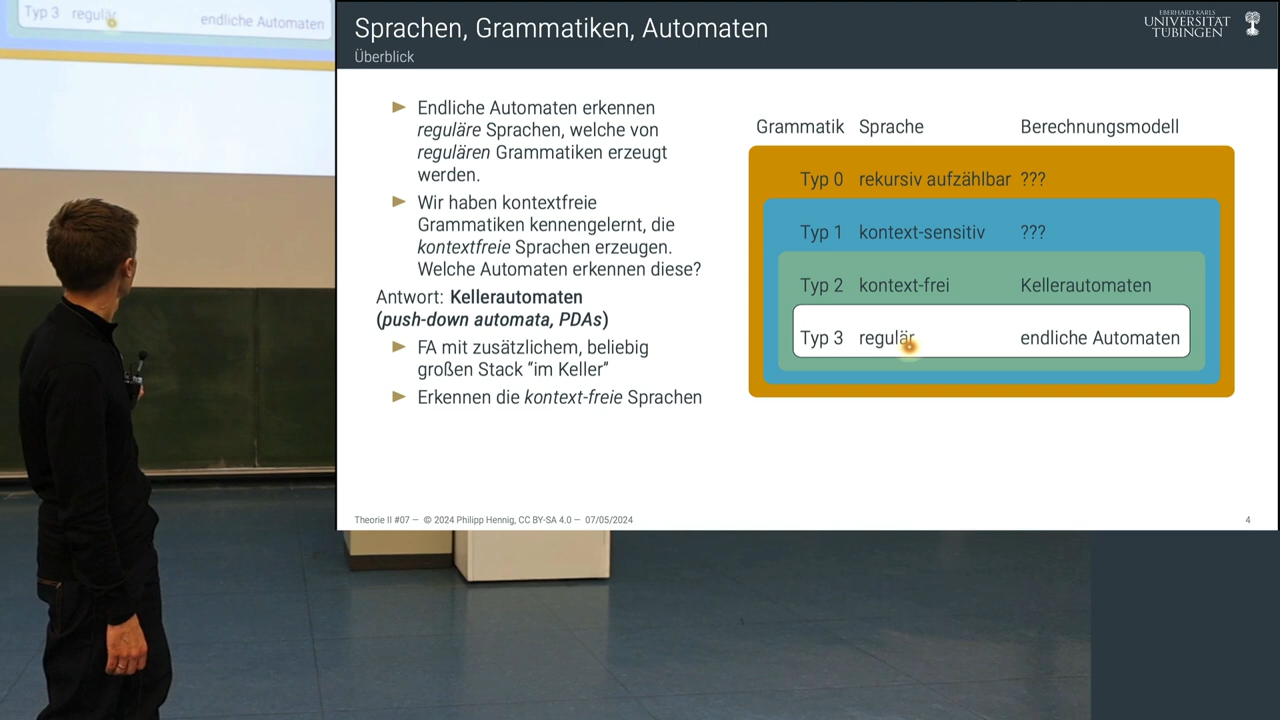 Typ 3 regulär endliche Automaten
Sprachen, Grammatiken, Automaten
Überblick
EBERHARD KARLS
UNIVERSITÄT
TÜBINGEN
Endliche Automaten erkennen
reguläre Sprachen, welche von
regulären Grammatiken erzeugt
werden.
Wir haben kontextfreie
Grammatiken kennengelernt, die
kontextfreie Sprachen erzeugen.
Welche Automaten erkennen diese?
Antwort: Kellerautomaten
(push-down automata, PDAs)
FA mit zusätzlichem, beliebig
großen Stack "im Keller"
Erkennen die kontext-freie Sprachen
Grammatik Sprache Berechnungsmodell
Typ 0 rekursiv aufzählbar ???
Typ 1 kontext-sensitiv ???
Typ 2 kontext-frei Kellerautomaten
Typ 3 regulär endliche Automaten
Theorie II #07 — © 2024 Philipp Hennig, CC BY-SA 4.0 — 07/05/2024
4